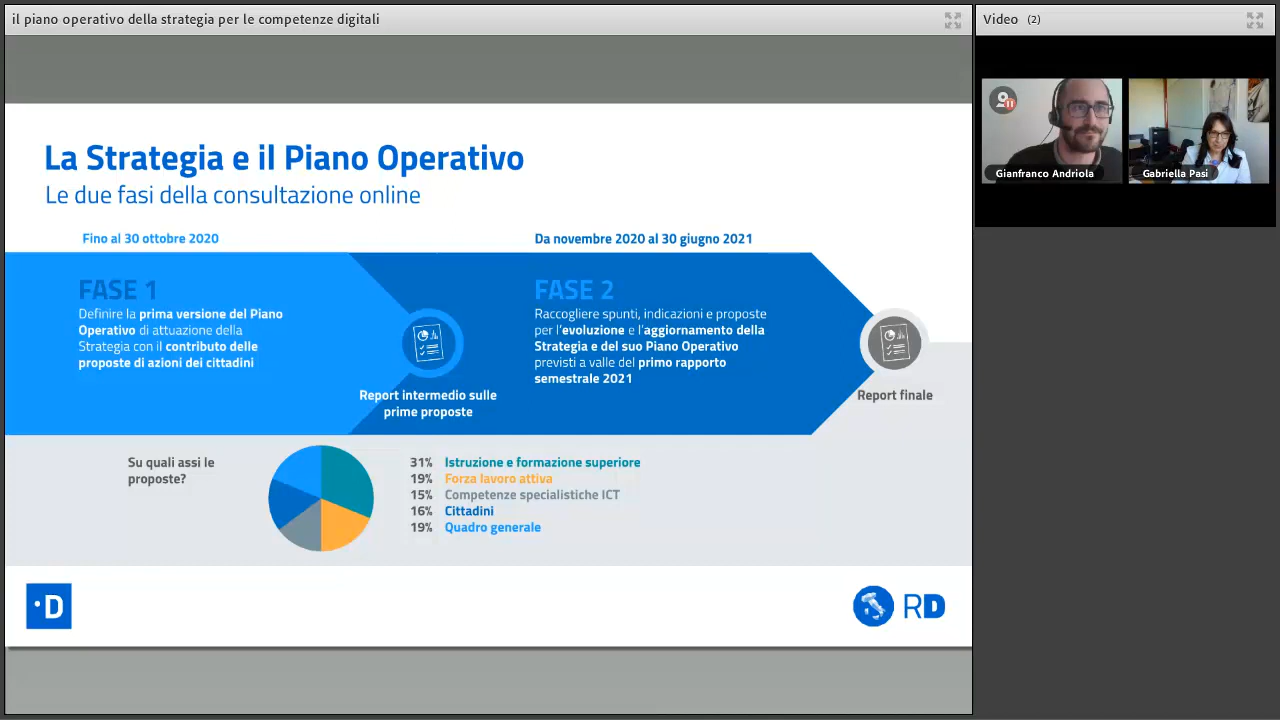 il piano operativo della strategia per le competenze digitali
Video (2)
Gianfranco Andriola
Gabriella Pasi
La Strategia e il Piano Operativo
Le due fasi della consultazione online
Fino al 30 ottobre 2020
FASE 1
Definire la prima versione del Piano
Operativo di attuazione della
Strategia con il contributo delle
proposte di azioni dei cittadini
Report intermedio sulle
prime proposte
Da novembre 2020 al 30 giugno 2021
FASE 2
Raccogliere spunti, indicazioni e proposte
per l'evoluzione e l'aggiornamento della
Strategia e del suo Piano Operativo
previsti a valle del primo rapporto
semestrale 2021
Report finale
Su quali assi le
proposte?
31% Istruzione e formazione superiore
19% Forza lavoro attiva
15% Competenze specialistiche ICT
16% Cittadini
19% Quadro generale
·D
RD